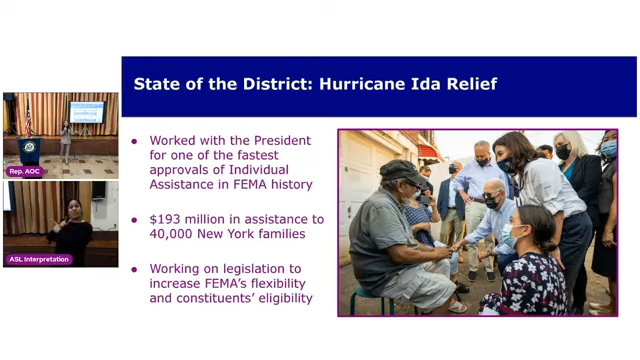 State of the District: Hurricane Ida Relief
Rep. AOC
ASL Interpretation
● Worked with the President
for one of the fastest
approvals of Individual
Assistance in FEMA history
● $193 million in assistance to
40,000 New York families
● Working on legislation to
increase FEMA’s flexibility
and constituents’ eligibility